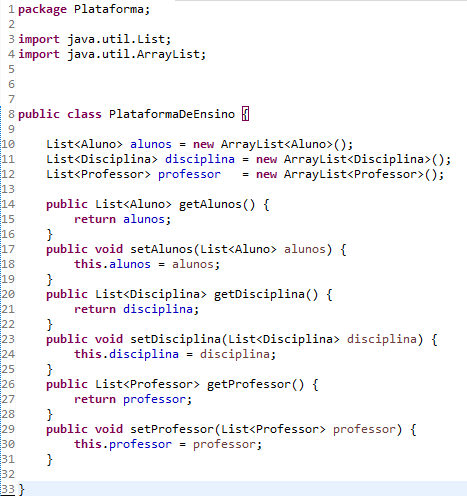 1 package Plataforma;
2
3 import java.util.List;
4 import java.util.ArrayList;
5
6
7
8 public class PlataformaDeEnsino {
9
10     List<Aluno> alunos = new ArrayList<Aluno>();
11     List<Disciplina> disciplina = new ArrayList<Disciplina>();
12     List<Professor> professor   = new ArrayList<Professor>();
13
14     public List<Aluno> getAlunos() {
15         return alunos;
16     }
17     public void setAlunos(List<Aluno> alunos) {
18         this.alunos = alunos;
19     }
20     public List<Disciplina> getDisciplina() {
21         return disciplina;
22     }
23     public void setDisciplina(List<Disciplina> disciplina) {
24         this.disciplina = disciplina;
25     }
26     public List<Professor> getProfessor() {
27         return professor;
28     }
29     public void setProfessor(List<Professor> professor) {
30         this.professor = professor;
31     }
32
33 }